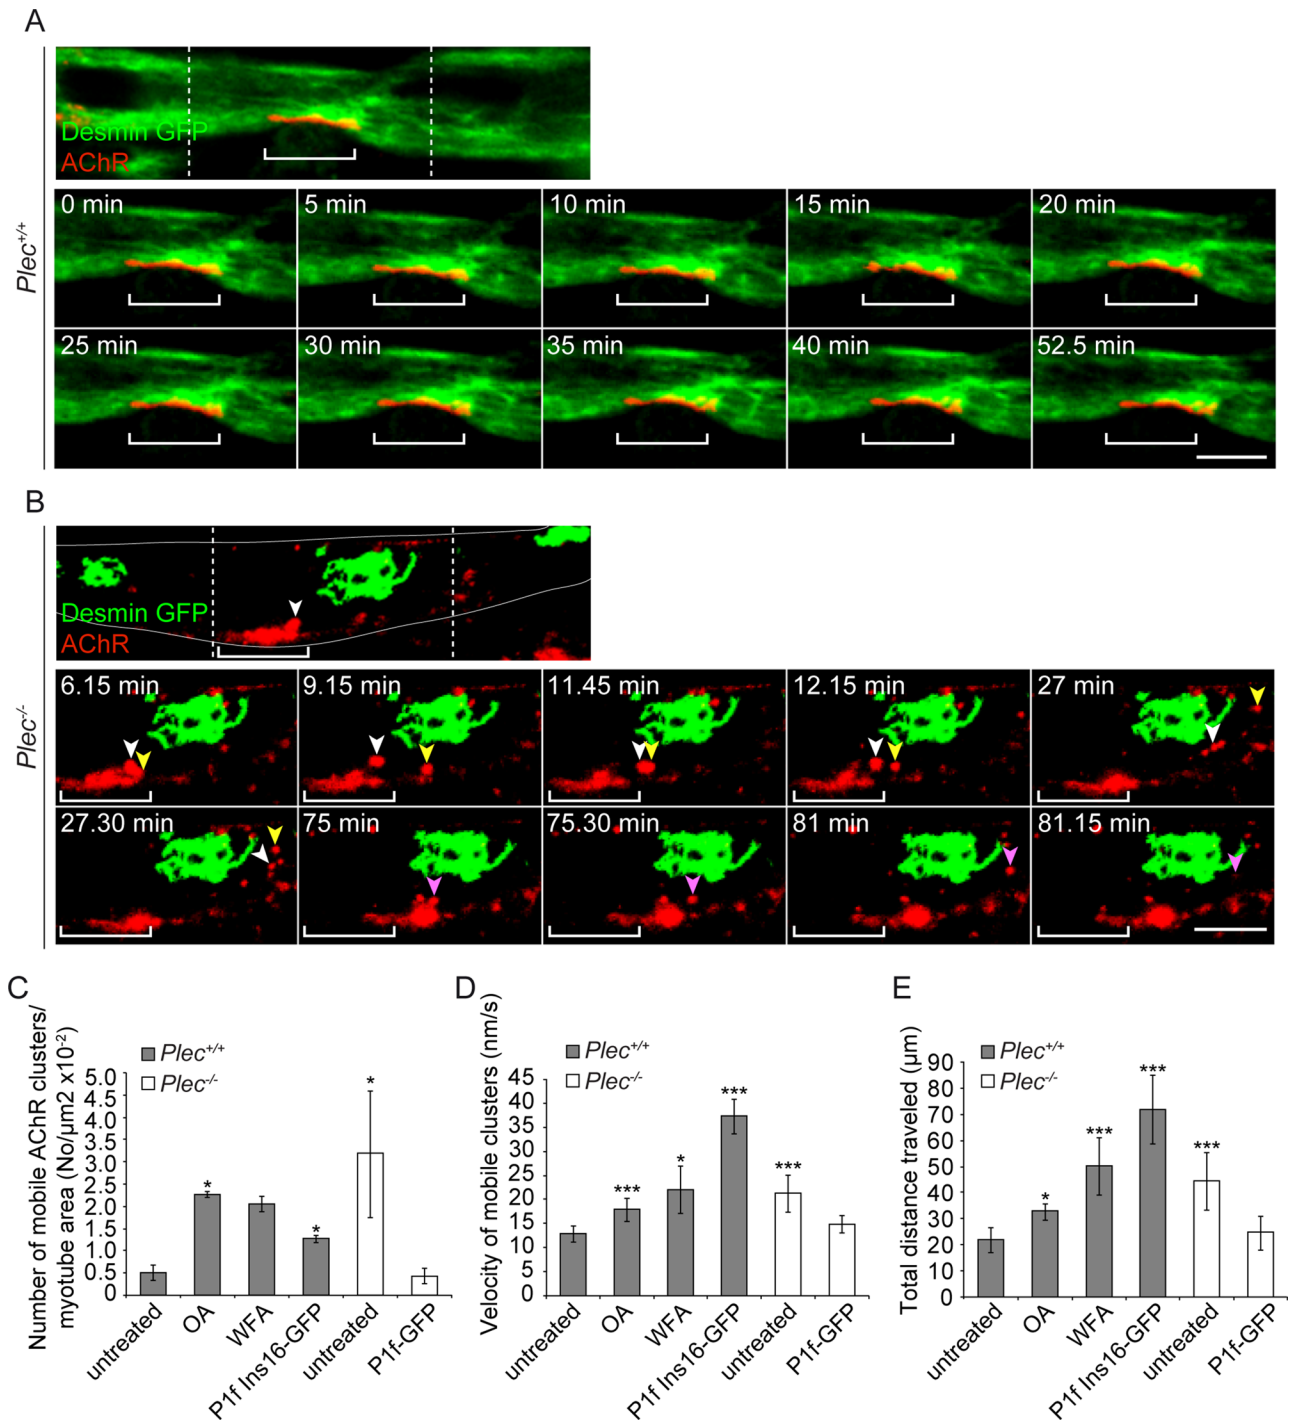 A
Plec+/+
Desmin GFP
AChR
0 min
5 min
10 min
15 min
20 min
25 min
30 min
35 min
40 min
52.5 min
B
Plec-/-
Desmin GFP
AChR
6.15 min
9.15 min
11.45 min
12.15 min
27 min
27.30 min
75 min
75.30 min
81 min
81.15 min
C
Number of mobile AChR clusters/
myotube area (No/µm2 x10-2)
Plec+/+
Plec-/-
5.0
4.5
4.0
3.5
3.0
2.5
2.0
1.5
1.0
0.5
0
*
*
*
untreated
OA
WFA
P1f Ins16-GFP
untreated
P1f-GFP
D
Velocity of mobile clusters (nm/s)
Plec+/+
Plec-/-
45
40
35
30
25
20
15
10
5
0
***
*
***
***
untreated
OA
WFA
P1f Ins16-GFP
untreated
P1f-GFP
E
Total distance traveled (µm)
Plec+/+
Plec-/-
90
80
70
60
50
40
30
20
10
0
*
***
***
***
untreated
OA
WFA
P1f Ins16-GFP
untreated
P1f-GFP